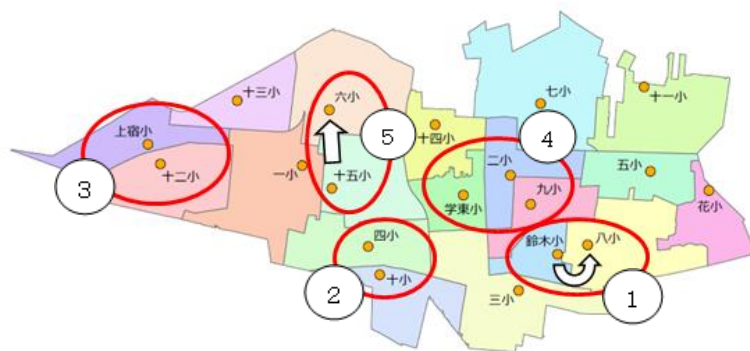 六小
十三小
七小
十一小
十四小
上宿小
十二小
一小
十五小
二小
五小
九小
学東小
花小
四小
十小
鈴木小
八小
三小
1
2
3
4
5